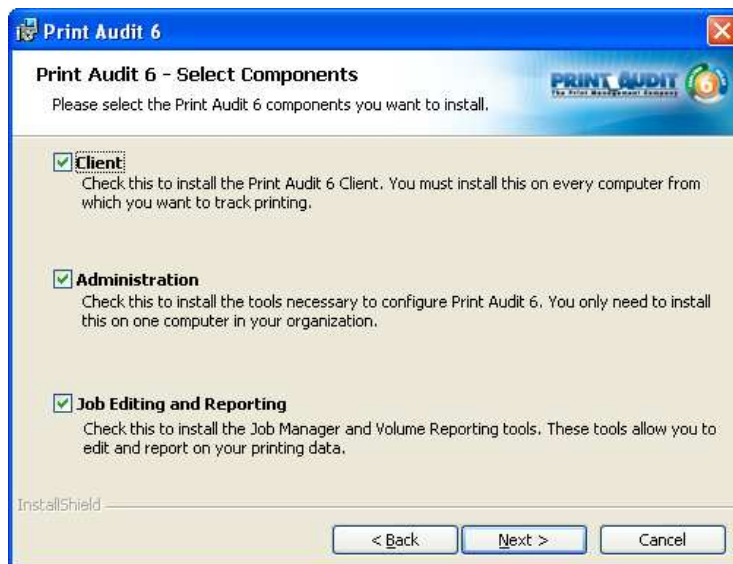 Print Audit 6
Print Audit 6 - Select Components
Please select the Print Audit 6 components you want to install.
PRINT AUDIT 6
The Print Management Company
Client
Check this to install the Print Audit 6 Client. You must install this on every computer from
which you want to track printing.
Administration
Check this to install the tools necessary to configure Print Audit 6. You only need to install
this on one computer in your organization.
Job Editing and Reporting
Check this to install the Job Manager and Volume Reporting tools. These tools allow you to
edit and report on your printing data.
InstallShield
< Back
Next >
Cancel